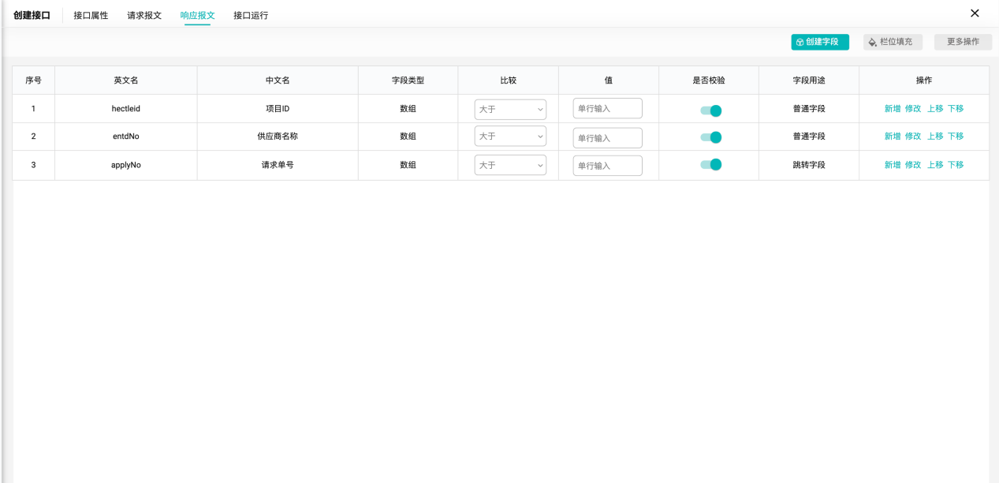 创建接口 接口属性 请求报文 响应报文 接口运行
创建字段 栏位填充 更多操作
序号 英文名 中文名 字段类型 比较 值 是否校验 字段用途 操作
1 hectleid 项目ID 数组 大于 单行输入 普通字段 新增 修改 上移 下移
2 entdNo 供应商名称 数组 大于 单行输入 普通字段 新增 修改 上移 下移
3 applyNo 请求单号 数组 大于 单行输入 跳转字段 新增 修改 上移 下移